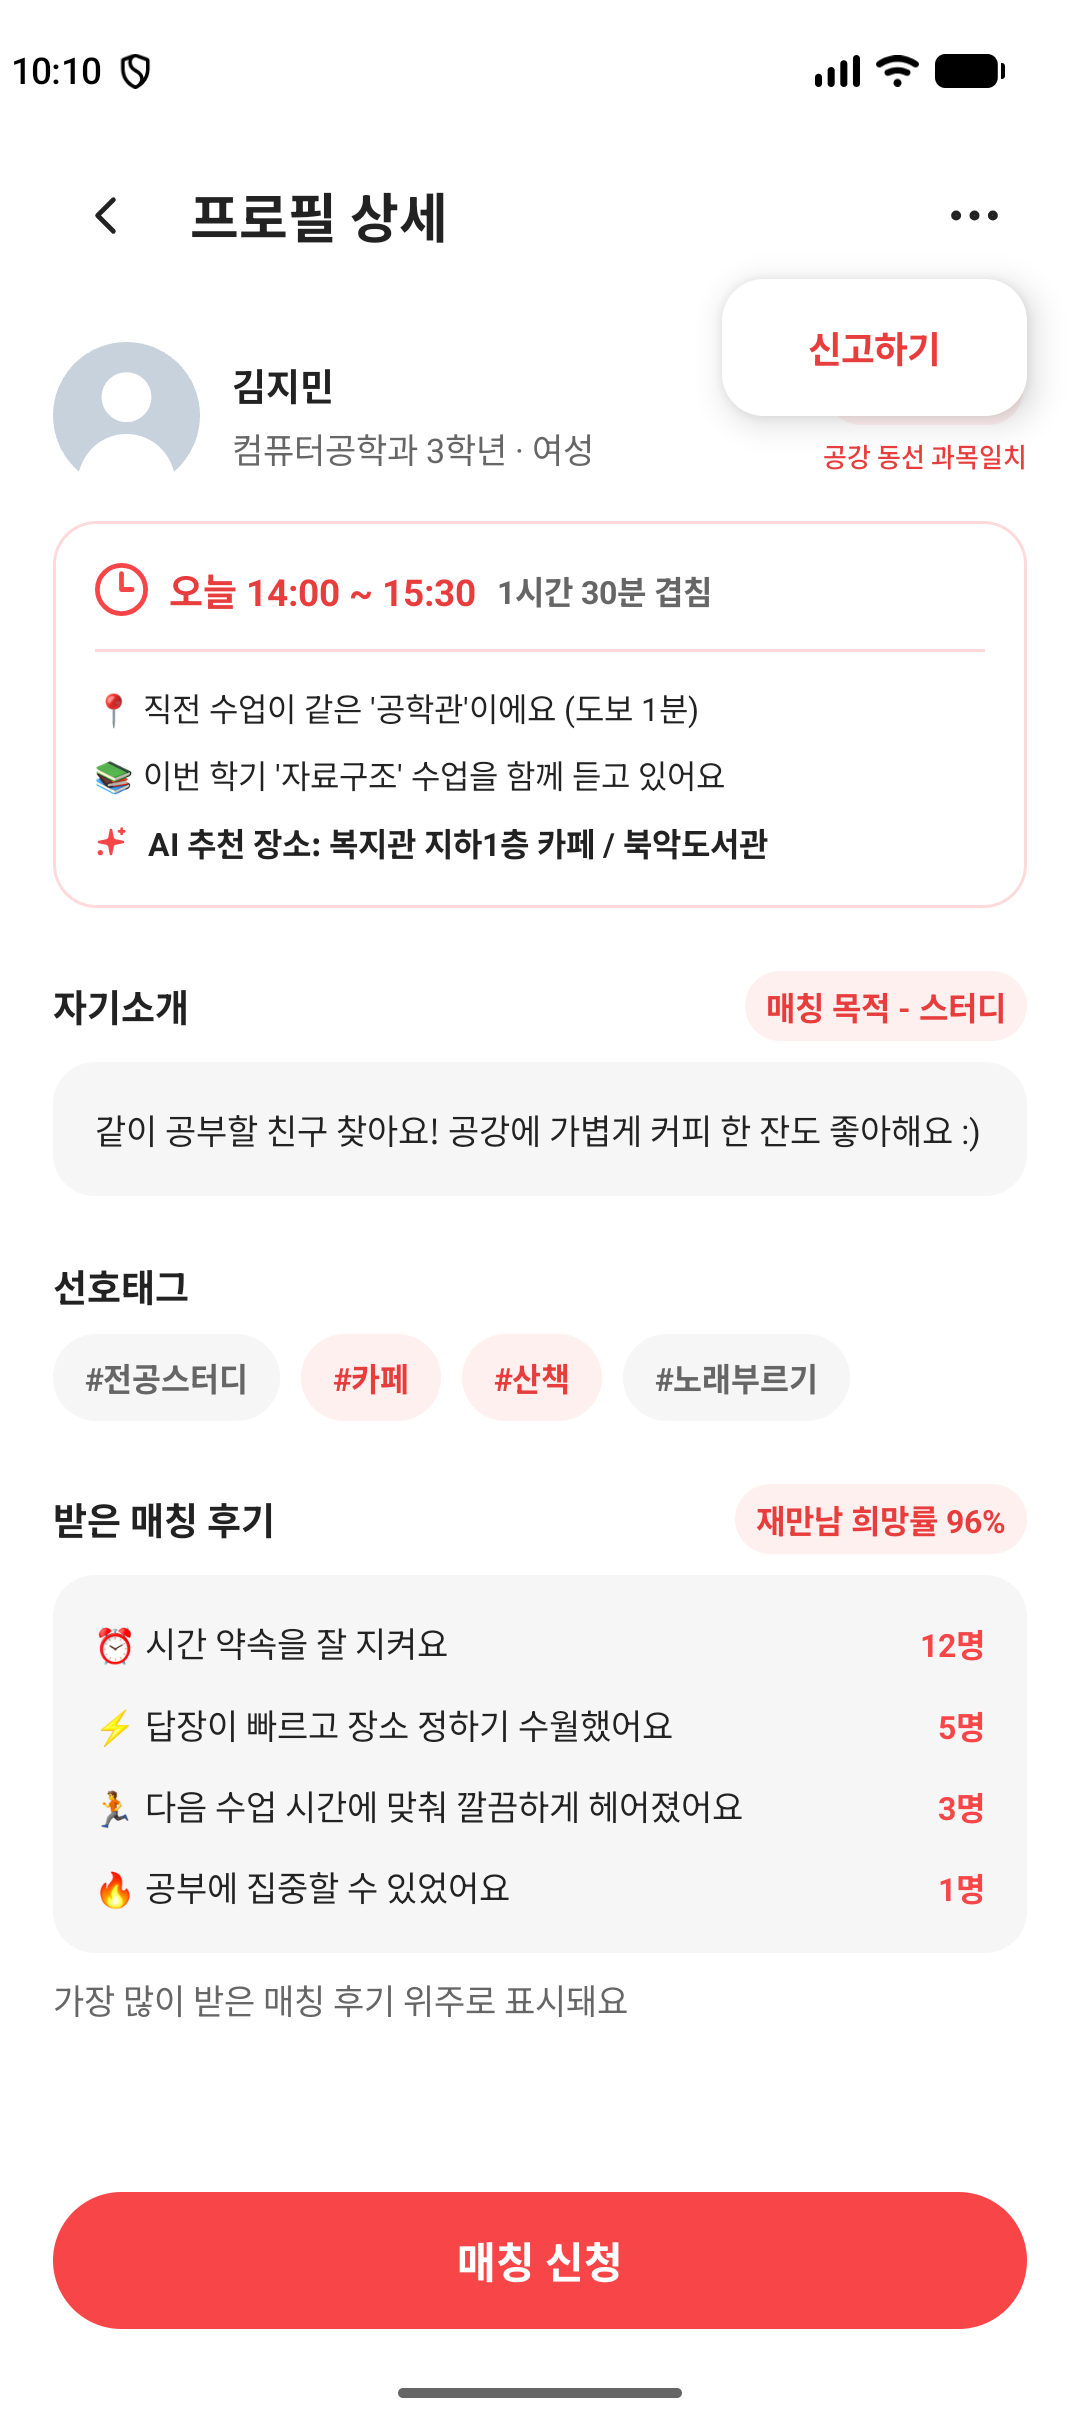 10:10
프로필 상세
신고하기
김지민
컴퓨터공학과 3학년 · 여성
공강 동선 과목일치
오늘 14:00 ~ 15:30 1시간 30분 겹침
📍 직전 수업이 같은 '공학관'이에요 (도보 1분)
📚 이번 학기 '자료구조' 수업을 함께 듣고 있어요
AI 추천 장소: 복지관 지하1층 카페 / 북악도서관
자기소개
매칭 목적 - 스터디
같이 공부할 친구 찾아요! 공강에 가볍게 커피 한 잔도 좋아해요 :)
선호태그
#전공스터디 #카페 #산책 #노래부르기
받은 매칭 후기
재만남 희망률 96%
⏰ 시간 약속을 잘 지켜요 12명
⚡ 답장이 빠르고 장소 정하기 수월했어요 5명
🏃 다음 수업 시간에 맞춰 깔끔하게 헤어졌어요 3명
🔥 공부에 집중할 수 있었어요 1명
가장 많이 받은 매칭 후기 위주로 표시돼요
매칭 신청